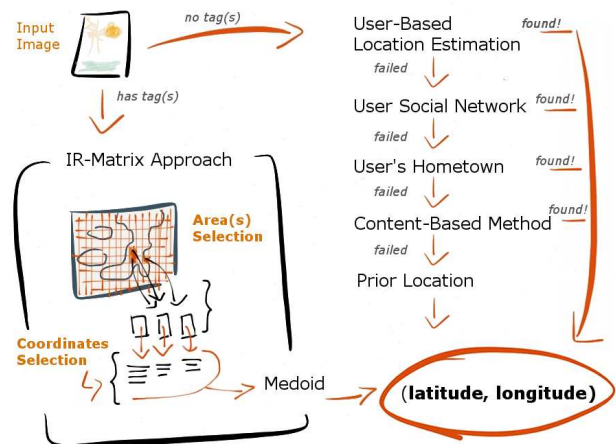 Input
Image
no tag(s)
has tag(s)
IR-Matrix Approach
Area(s)
Selection
Coordinates
Selection
Medoid
User-Based
Location Estimation
found!
failed
User Social Network
found!
failed
User's Hometown
found!
failed
Content-Based Method
found!
failed
Prior Location
(latitude, longitude)